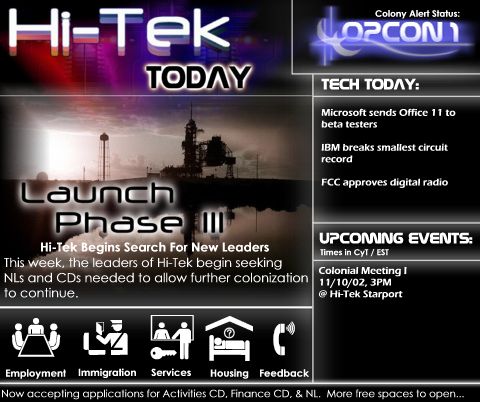 Hi-Tek
TODAY
Colony Alert Status:
OPCON 1
Launch
Phase III
Hi-Tek Begins Search For New Leaders
This week, the leaders of Hi-Tek begin seeking
NLs and CDs needed to allow further colonization
to continue.
TECH TODAY:
Microsoft sends Office 11 to
beta testers
IBM breaks smallest circuit
record
FCC approves digital radio
UPCOMING EVENTS:
Times in CyT / EST
Colonial Meeting I
11/10/02, 3PM
@ Hi-Tek Starport
?
Employment Immigration Services Housing Feedback
Now accepting applications for Activities CD, Finance CD, & NL. More free spaces to open...